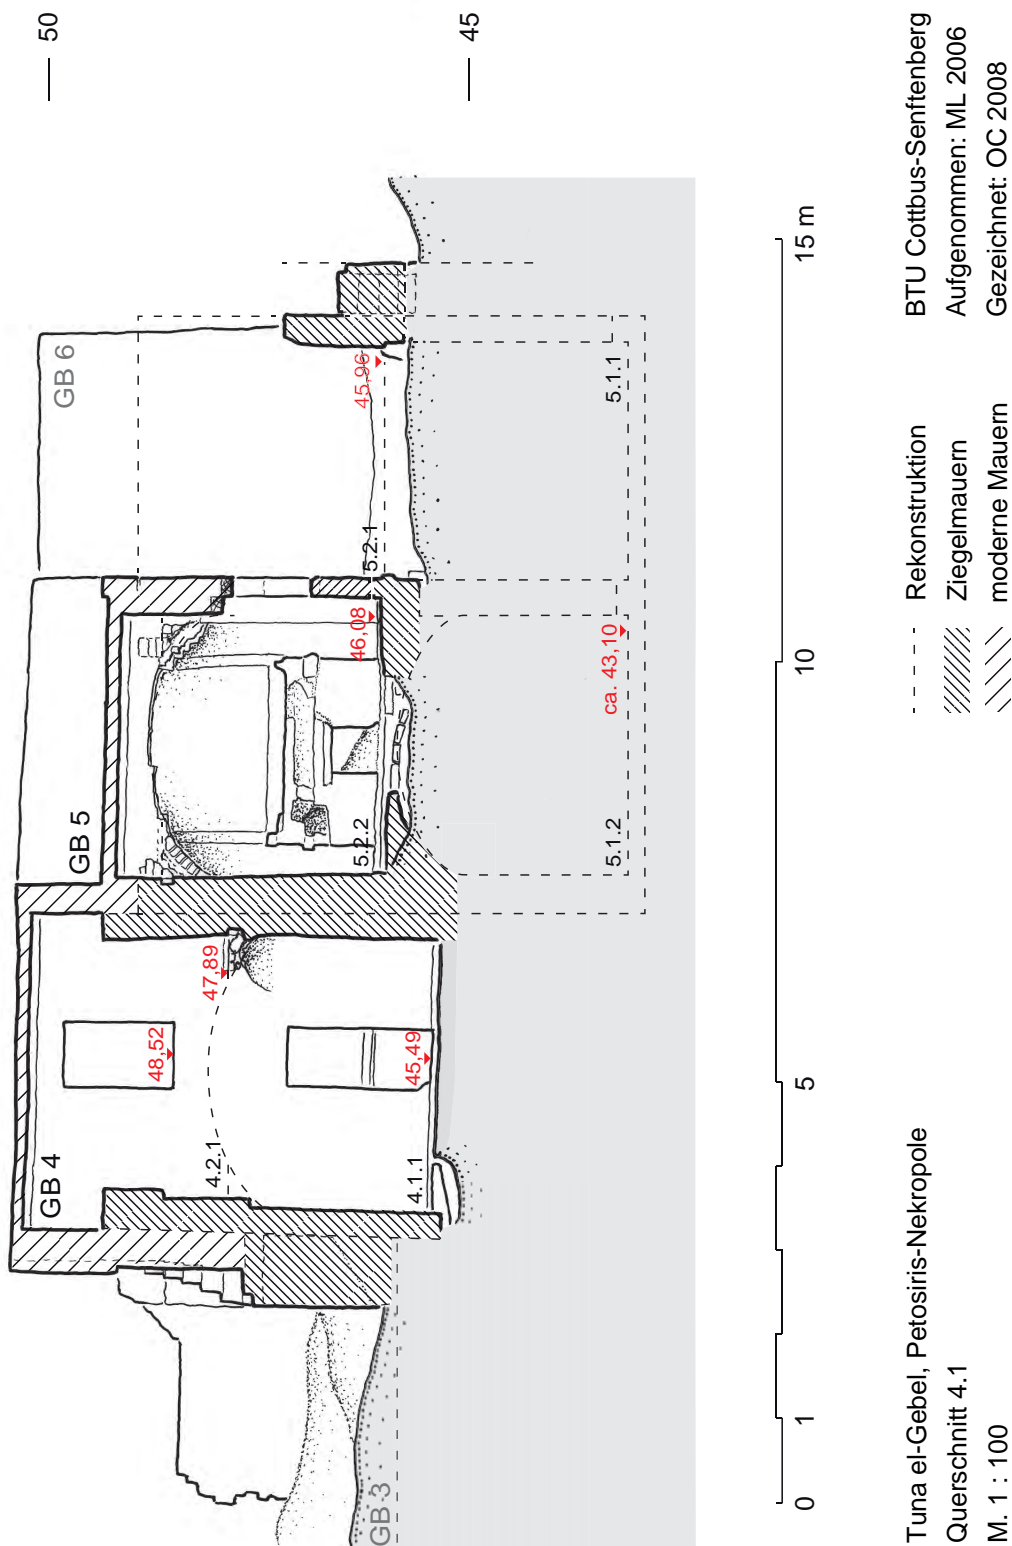 50
45
GB 6
GB 5
GB 4
GB 3
45,96
5.2.1
46,08
5.2.2
47,89
48,52
45,49
4.2.1
4.1.1
5.1.1
ca. 43,10
5.1.2
0
1
5
10
15 m
Tuna el-Gebel, Petosiris-Nekropole
Querschnitt 4.1
M. 1 : 100
Rekonstruktion
Ziegelmauern
moderne Mauern
BTU Cottbus-Senftenberg
Aufgenommen: ML 2006
Gezeichnet: OC 2008